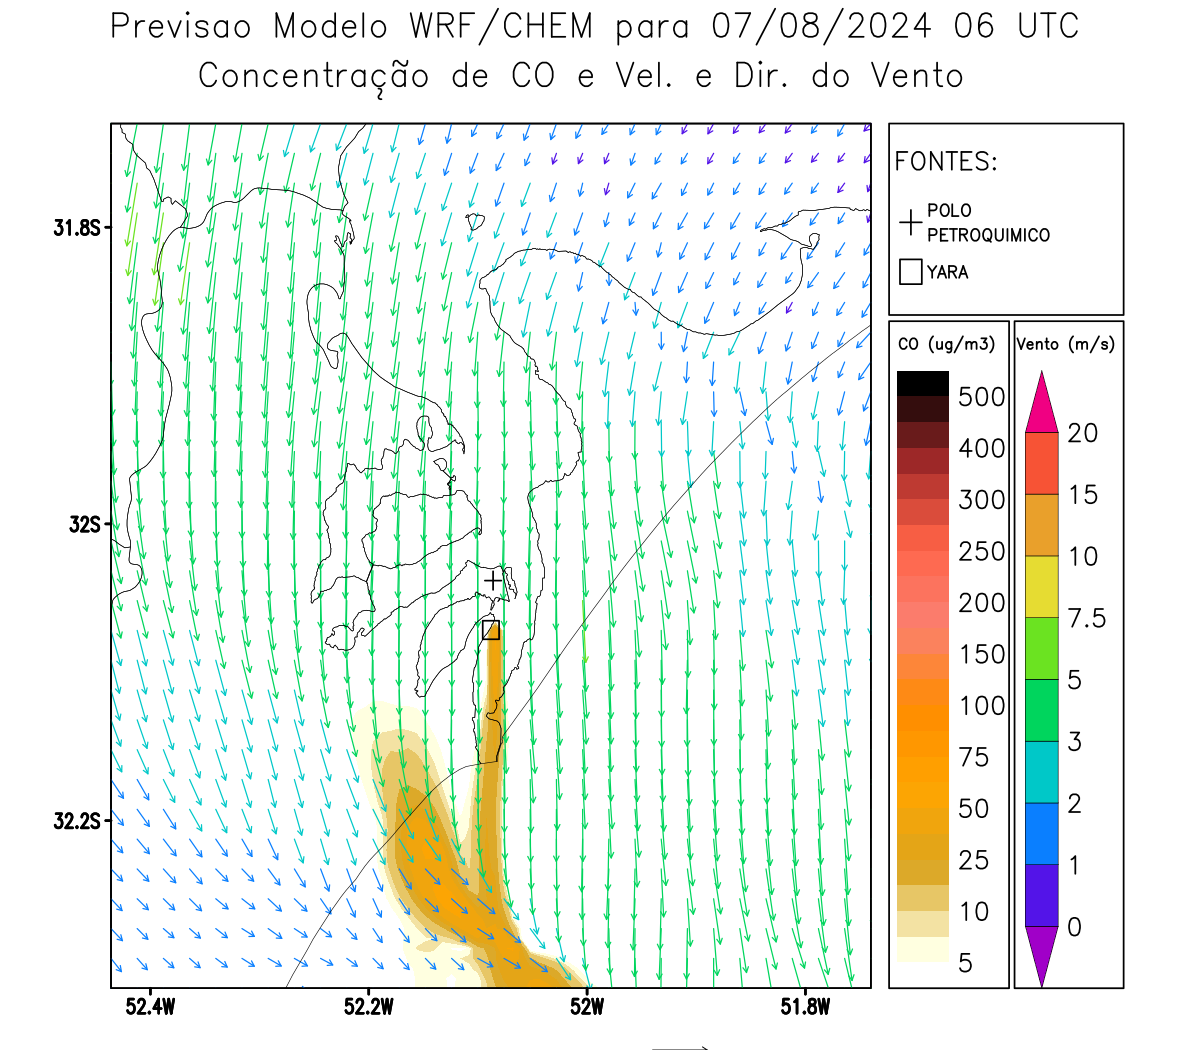 Previsao Modelo WRF/CHEM para 07/08/2024 06 UTC
Concentração de CO e Vel. e Dir. do Vento
FONTES:
POLO
PETROQUIMICO
YARA
31.8S
32S
32.2S
52.4W
52.2W
52W
51.8W
CO (ug/m3)
500
400
300
250
200
150
100
75
50
25
10
5
Vento (m/s)
20
15
10
7.5
5
3
2
1
0